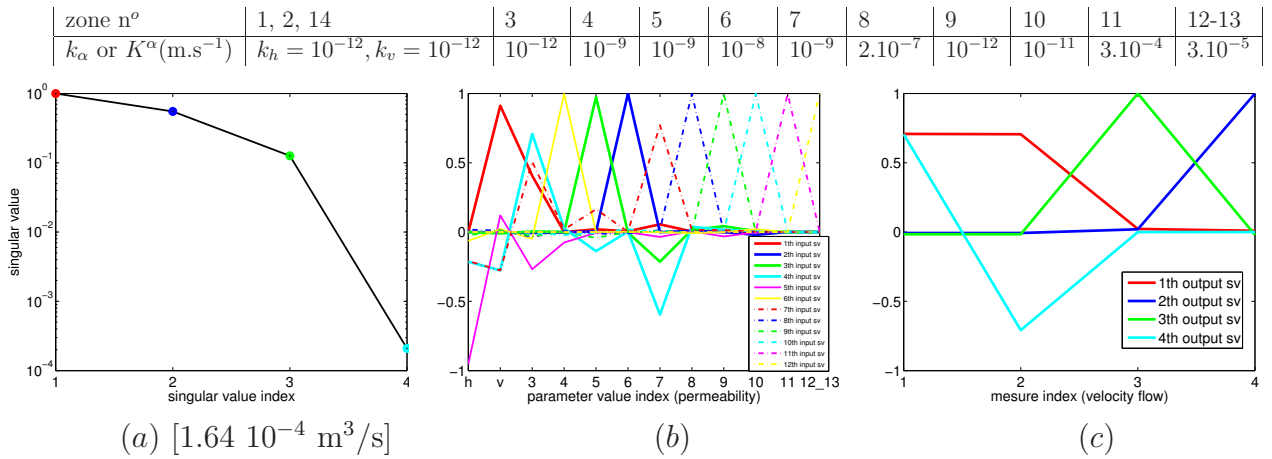 zone nº 1, 2, 14 3 4 5 6 7 8 9 10 11 12-13
k_α or K^α(m.s⁻¹) k_h = 10⁻¹², k_v = 10⁻¹² 10⁻¹² 10⁻⁹ 10⁻⁹ 10⁻⁸ 10⁻⁹ 2.10⁻⁷ 10⁻¹² 10⁻¹¹ 3.10⁻⁴ 3.10⁻⁵
10⁰
10⁻¹
10⁻²
10⁻³
10⁻⁴
singular value
1 2 3 4
singular value index
(a) [1.64 10⁻⁴ m³/s]
1
0.5
0
−0.5
−1
1th input sv
2th input sv
3th input sv
4th input sv
5th input sv
6th input sv
7th input sv
8th input sv
9th input sv
10th input sv
11th input sv
12th input sv
h v 3 4 5 6 7 8 9 10 11 12_13
parameter value index (permeability)
(b)
1
0.5
0
−0.5
−1
1th output sv
2th output sv
3th output sv
4th output sv
1 2 3 4
mesure index (velocity flow)
(c)